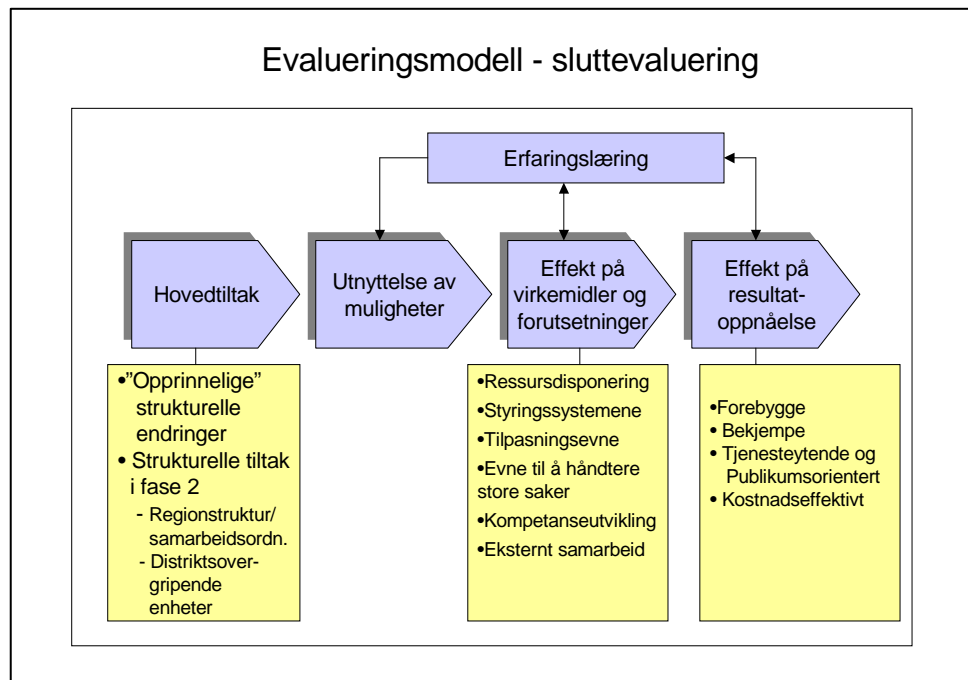 Evalueringsmodell - sluttevaluering
Erfaringslæring
Hovedtiltak
Utnyttelse av
muligheter
Effekt på
virkemidler og
forutsetninger
Effekt på
resultat-
oppnåelse
•"Opprinnelige"
strukturelle
endringer
• Strukturelle tiltak
i fase 2
- Regionstruktur/
samarbeidsordn.
- Distriktsover-
gripende
enheter
•Ressursdisponering
•Styringssystemene
•Tilpasningsevne
•Evne til å håndtere
store saker
•Kompetanseutvikling
•Eksternt samarbeid
•Forebygge
• Bekjempe
• Tjenesteytende og
Publikumsorientert
• Kostnadseffektivt